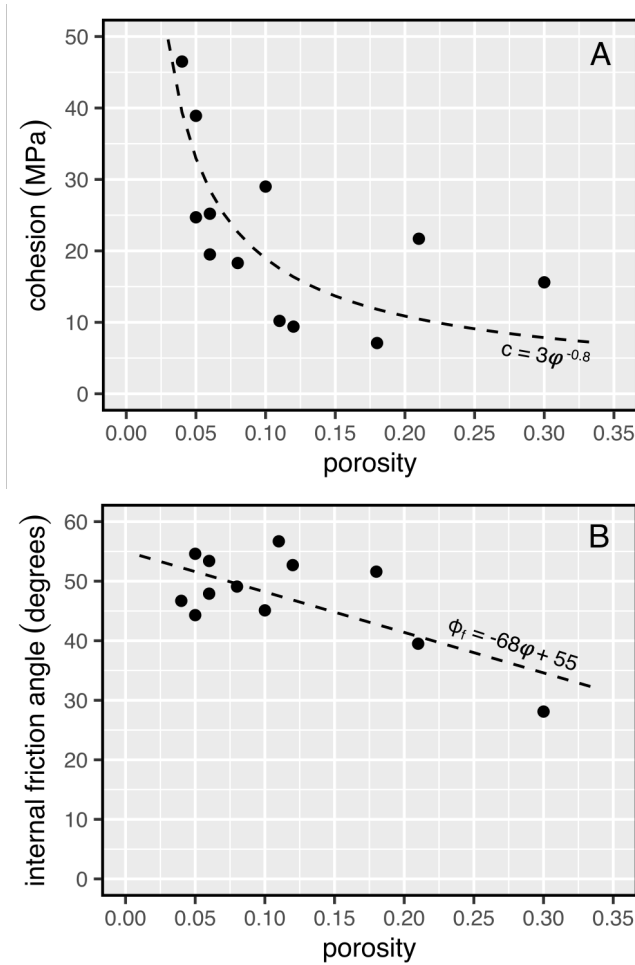 50
40
30
20
10
0
cohesion (MPa)
A
c = 3φ⁻⁰·⁸
0.00 0.05 0.10 0.15 0.20 0.25 0.30 0.35
porosity
60
50
40
30
20
10
0
internal friction angle (degrees)
B
ϕf = -68φ + 55
0.00 0.05 0.10 0.15 0.20 0.25 0.30 0.35
porosity